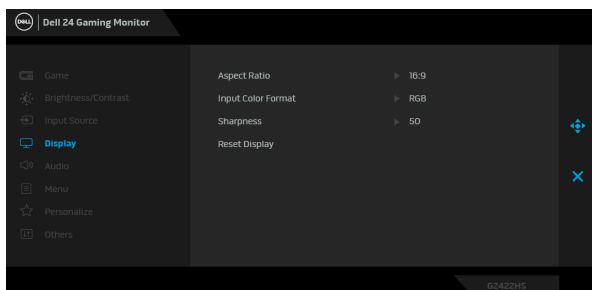 DELL
Dell 24 Gaming Monitor
Game
Brightness/Contrast
Input Source
Display
Audio
Menu
Personalize
Others
Aspect Ratio 16:9
Input Color Format RGB
Sharpness 50
Reset Display
G2422HS